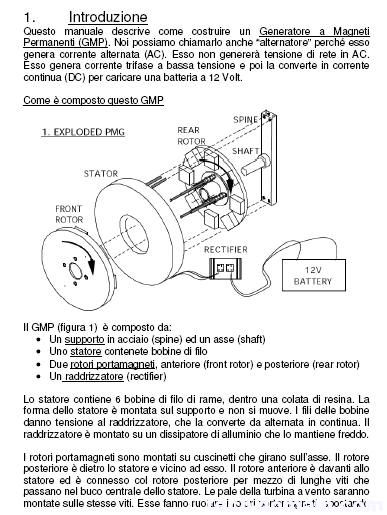 1. Introduzione
Questo manuale descrive come costruire un Generatore a Magneti
Permanenti (GMP). Noi possiamo chiamarlo anche “alternatore” perché esso
genera corrente alternata (AC). Esso non genererà tensione di rete in AC.
Esso genera corrente trifase a bassa tensione e poi la converte in corrente
continua (DC) per caricare una batteria a 12 Volt.
Come è composto questo GMP
1. EXPLODED PMG
SPINE
REAR
ROTOR
SHAFT
STATOR
FRONT
ROTOR
RECTIFIER
12V
BATTERY
Il GMP (figura 1) è composto da:
• Un supporto in acciaio (spine) ed un asse (shaft)
• Uno statore contenete bobine di filo
• Due rotori portamagneti, anteriore (front rotor) e posteriore (rear rotor)
• Un raddrizzatore (rectifier)
Lo statore contiene 6 bobine di filo di rame, dentro una colata di resina. La
forma dello statore è montata sul supporto e non si muove. I fili delle bobine
danno tensione al raddrizzatore, che la converte da alternata in continua. Il
raddrizzatore è montato su un dissipatore di alluminio che lo mantiene freddo.
I rotori portamagneti sono montati su cuscinetti che girano sull'asse. Il rotore
posteriore è dietro lo statore e vicino ad esso. Il rotore anteriore è davanti allo
stator ed è connesso col rotore posteriore per mezzo di lunghe viti che
passano nel buco centrale dello statore. Le pale della turbina a vento saranno
montate sulle stesse viti. Esse fanno